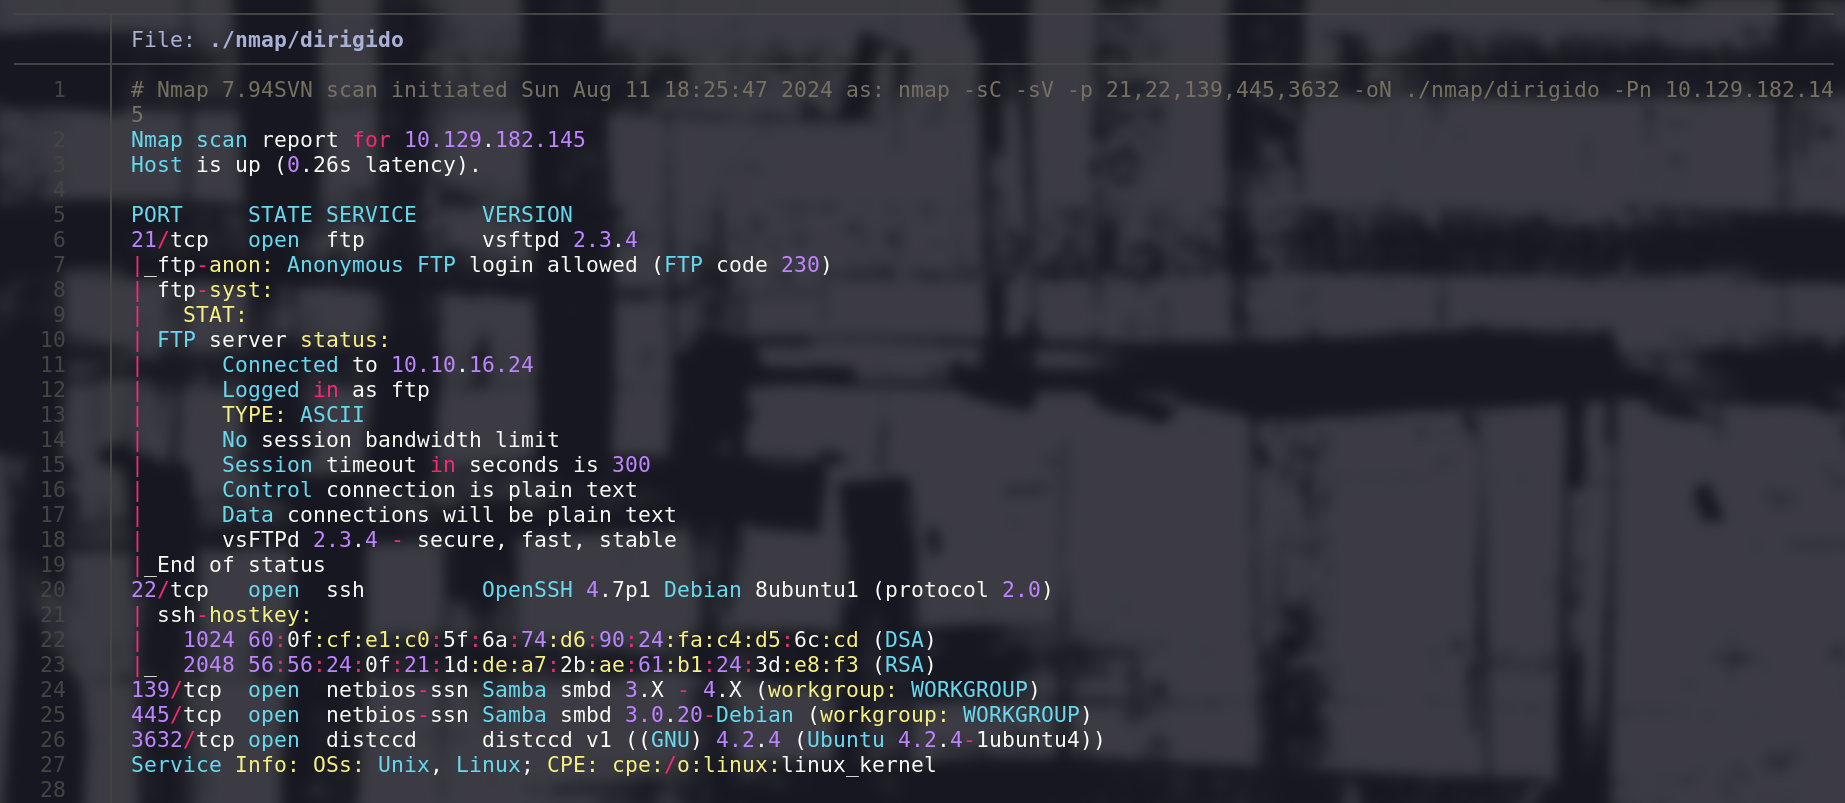 File: ./nmap/dirigido
1 # Nmap 7.94SVN scan initiated Sun Aug 11 18:25:47 2024 as: nmap -sC -sV -p 21,22,139,445,3632 -oN ./nmap/dirigido -Pn 10.129.182.14
5
2 Nmap scan report for 10.129.182.145
3 Host is up (0.26s latency).
4
5 PORT     STATE SERVICE     VERSION
6 21/tcp   open  ftp         vsftpd 2.3.4
7 |_ftp-anon: Anonymous FTP login allowed (FTP code 230)
8 | ftp-syst:
9 |   STAT:
10 | FTP server status:
11 |      Connected to 10.10.16.24
12 |      Logged in as ftp
13 |      TYPE: ASCII
14 |      No session bandwidth limit
15 |      Session timeout in seconds is 300
16 |      Control connection is plain text
17 |      Data connections will be plain text
18 |      vsFTPd 2.3.4 - secure, fast, stable
19 |_End of status
20 22/tcp   open  ssh         OpenSSH 4.7p1 Debian 8ubuntu1 (protocol 2.0)
21 | ssh-hostkey:
22 |   1024 60:0f:cf:e1:c0:5f:6a:74:d6:90:24:fa:c4:d5:6c:cd (DSA)
23 |_  2048 56:56:24:0f:21:1d:de:a7:2b:ae:61:b1:24:3d:e8:f3 (RSA)
24 139/tcp  open  netbios-ssn Samba smbd 3.X - 4.X (workgroup: WORKGROUP)
25 445/tcp  open  netbios-ssn Samba smbd 3.0.20-Debian (workgroup: WORKGROUP)
26 3632/tcp open  distccd     distccd v1 ((GNU) 4.2.4 (Ubuntu 4.2.4-1ubuntu4))
27 Service Info: OSs: Unix, Linux; CPE: cpe:/o:linux:linux_kernel
28